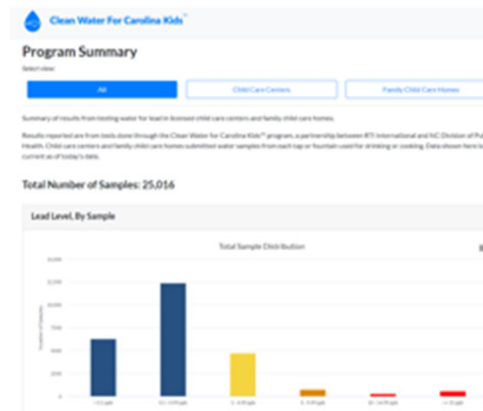 Clean Water For Carolina Kids™
Program Summary
Select view:
All
Child Care Centers
Family Child Care Homes
Summary of results from testing water for lead in licensed child care centers and family child care homes.
Results reported are from tests done through the Clean Water for Carolina Kids™ program, a partnership between RTI International and NC Division of Pu
Health. Child care centers and family child care homes submitted water samples from each tap or fountain used for drinking or cooking. Data shown here is
current as of today's date.
Total Number of Samples: 25,016
Lead Level, By Sample
Total Sample Distribution
Number of Samples
0